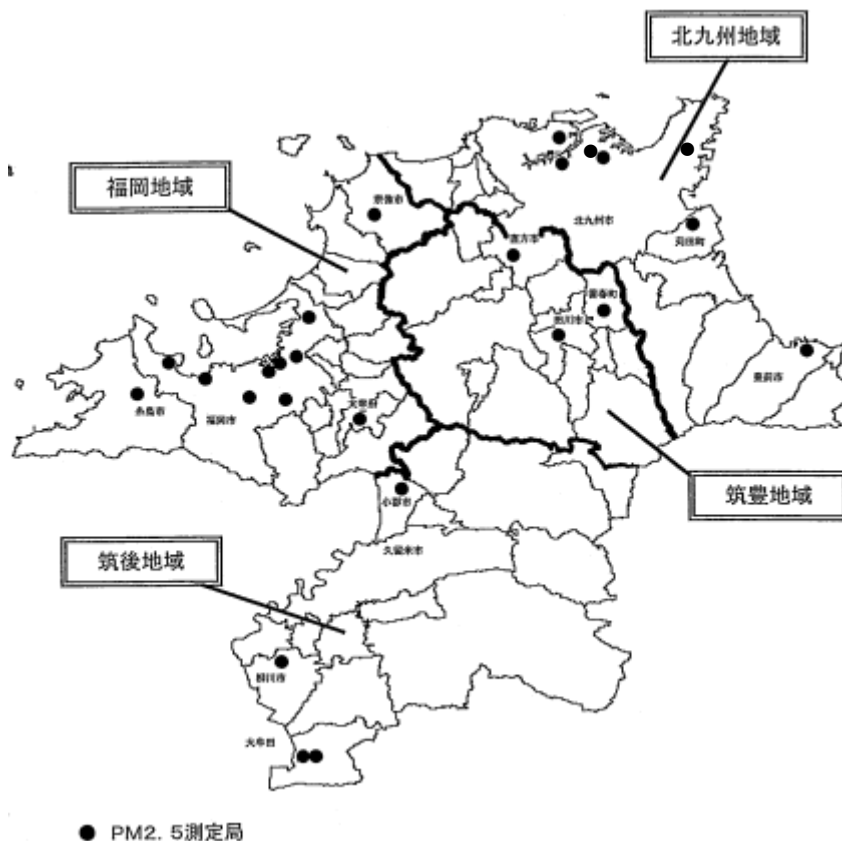 北九州地域
福岡地域
宗像市
北九州市
直方市
苅田町
香春町
田川市
豊前市
糸島市
福岡市
太宰府
筑豊地域
小郡市
久留米市
筑後地域
柳川市
大牟田
PM2. 5測定局